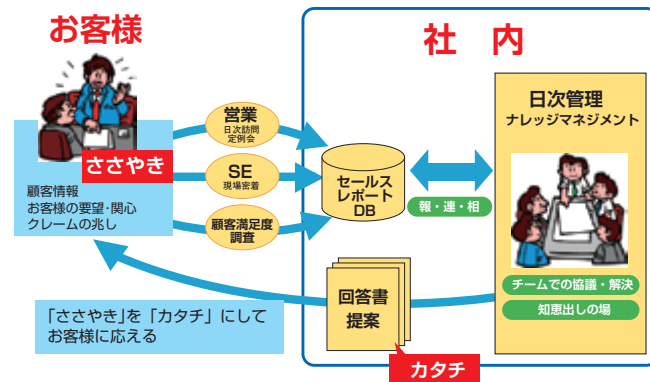 お客様
社 内
ささやき
顧客情報
お客様の要望・関心
クレームの兆し
営業
日次訪問
定例会
SE
現場密着
顧客満足度
調査
セールス
レポート
DB
報・連・相
日次管理
ナレッジマネジメント
チームでの協議・解決
知恵出しの場
回答書
提案
カタチ
「ささやき」を「カタチ」にして
お客様に応える